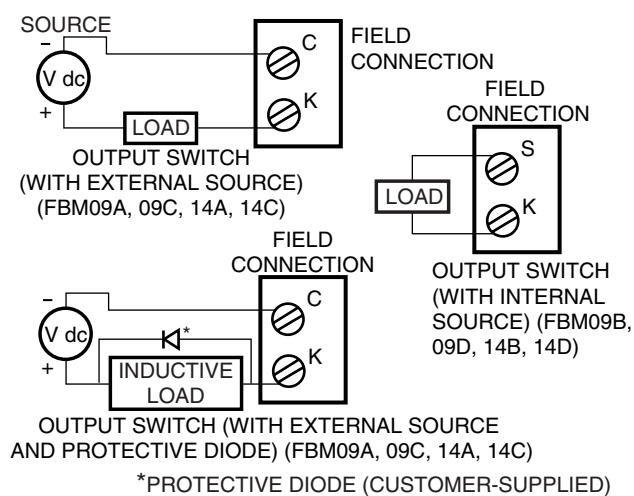 SOURCE
−
V dc
+
LOAD
C
K
FIELD
CONNECTION
OUTPUT SWITCH
(WITH EXTERNAL SOURCE)
(FBM09A, 09C, 14A, 14C)
FIELD
CONNECTION
S
K
LOAD
OUTPUT SWITCH
(WITH INTERNAL
SOURCE) (FBM09B,
09D, 14B, 14D)
FIELD
CONNECTION
−
V dc
+
*
C
K
INDUCTIVE
LOAD
OUTPUT SWITCH (WITH EXTERNAL SOURCE
AND PROTECTIVE DIODE) (FBM09A, 09C, 14A, 14C)
*PROTECTIVE DIODE (CUSTOMER-SUPPLIED)